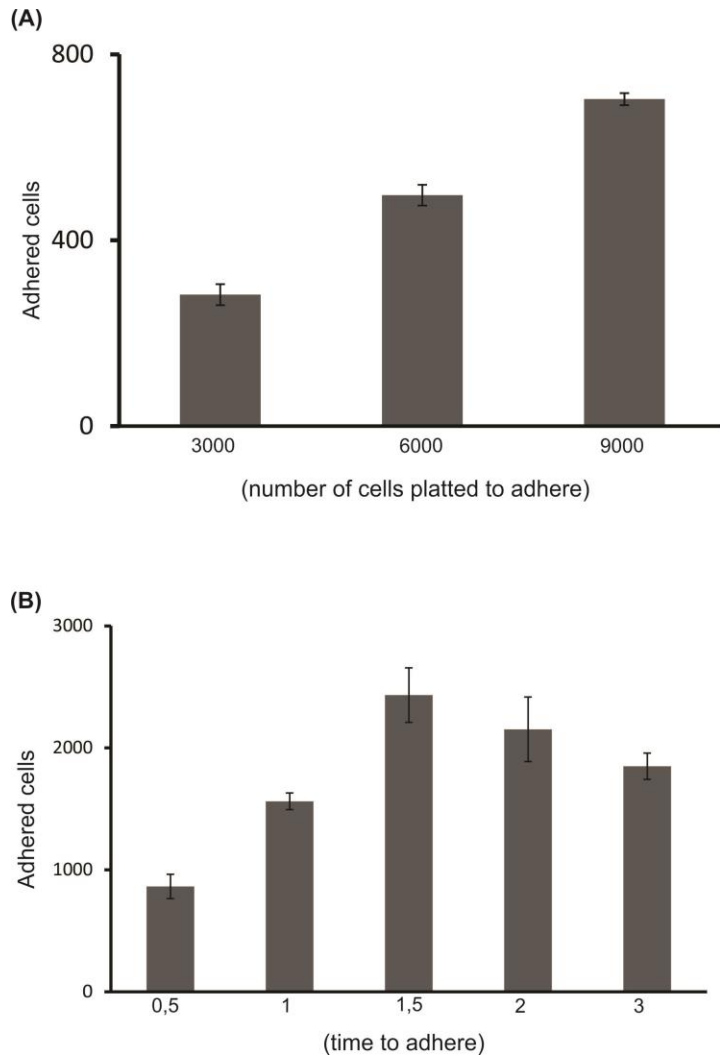 (A)
800
400
0
Adhered cells
3000 6000 9000
(number of cells platted to adhere)
(B)
3000
2000
1000
0
Adhered cells
0,5 1 1,5 2 3
(time to adhere)